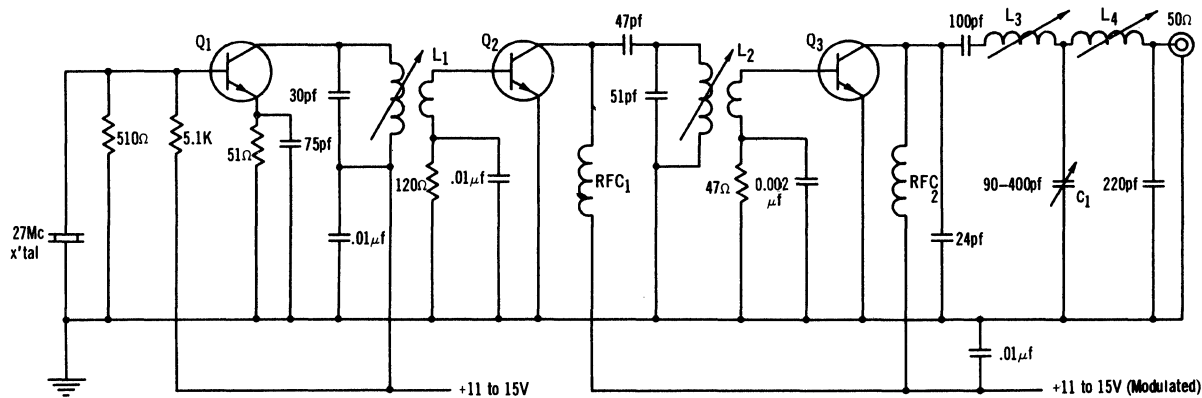 Q1
510Ω
5.1K
51Ω
75pf
27Mc
x'tal
30pf
.01μf
L1
120Ω
.01μf
Q2
47pf
RFC1
51pf
L2
47Ω
0.002
μf
Q3
RFC
2
24pf
100pf
L3
L4
50Ω
90-400pf
C1
220pf
.01μf
+11 to 15V
+11 to 15V (Modulated)